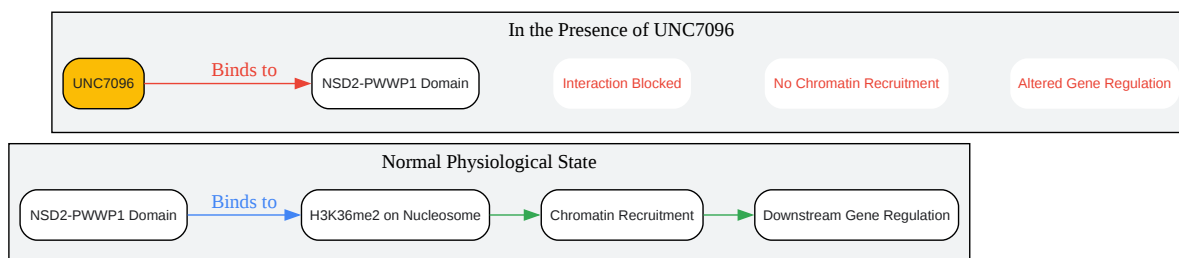 In the Presence of UNC7096
UNC7096
Binds to
NSD2-PWWP1 Domain
Interaction Blocked
No Chromatin Recruitment
Altered Gene Regulation
Normal Physiological State
NSD2-PWWP1 Domain
Binds to
H3K36me2 on Nucleosome
Chromatin Recruitment
Downstream Gene Regulation